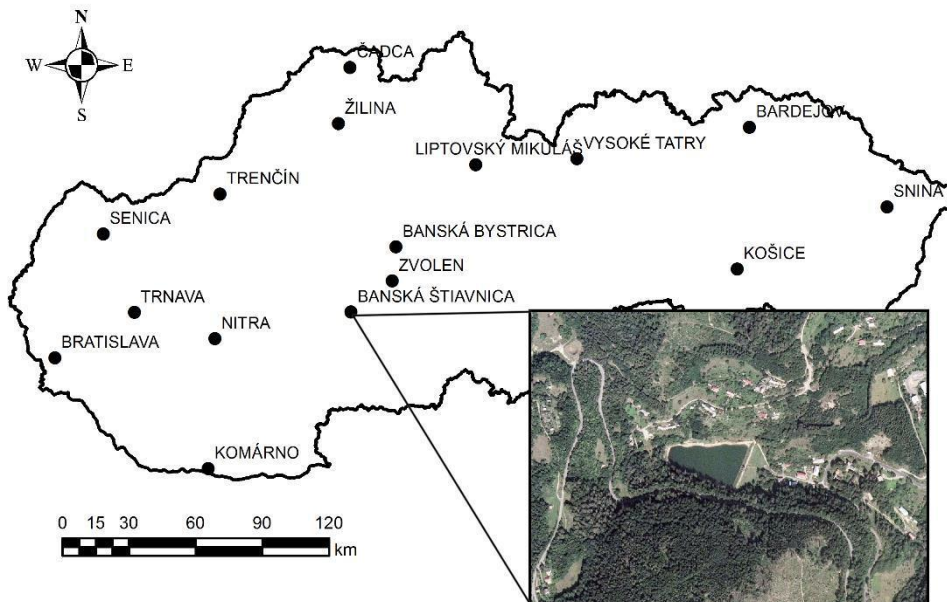 N
W E
S
ČADCA
ŽILINA
BARDEJOV
LIPTOVSKÝ MIKULÁŠ
VYSOKÉ TATRY
TRENČÍN
SNINA
SENICA
BANSKÁ BYSTRICA
KOŠICE
ZVOLEN
BANSKÁ ŠTIAVNICA
TRNAVA
NITRA
BRATISLAVA
KOMÁRNO
0 15 30 60 90 120
km